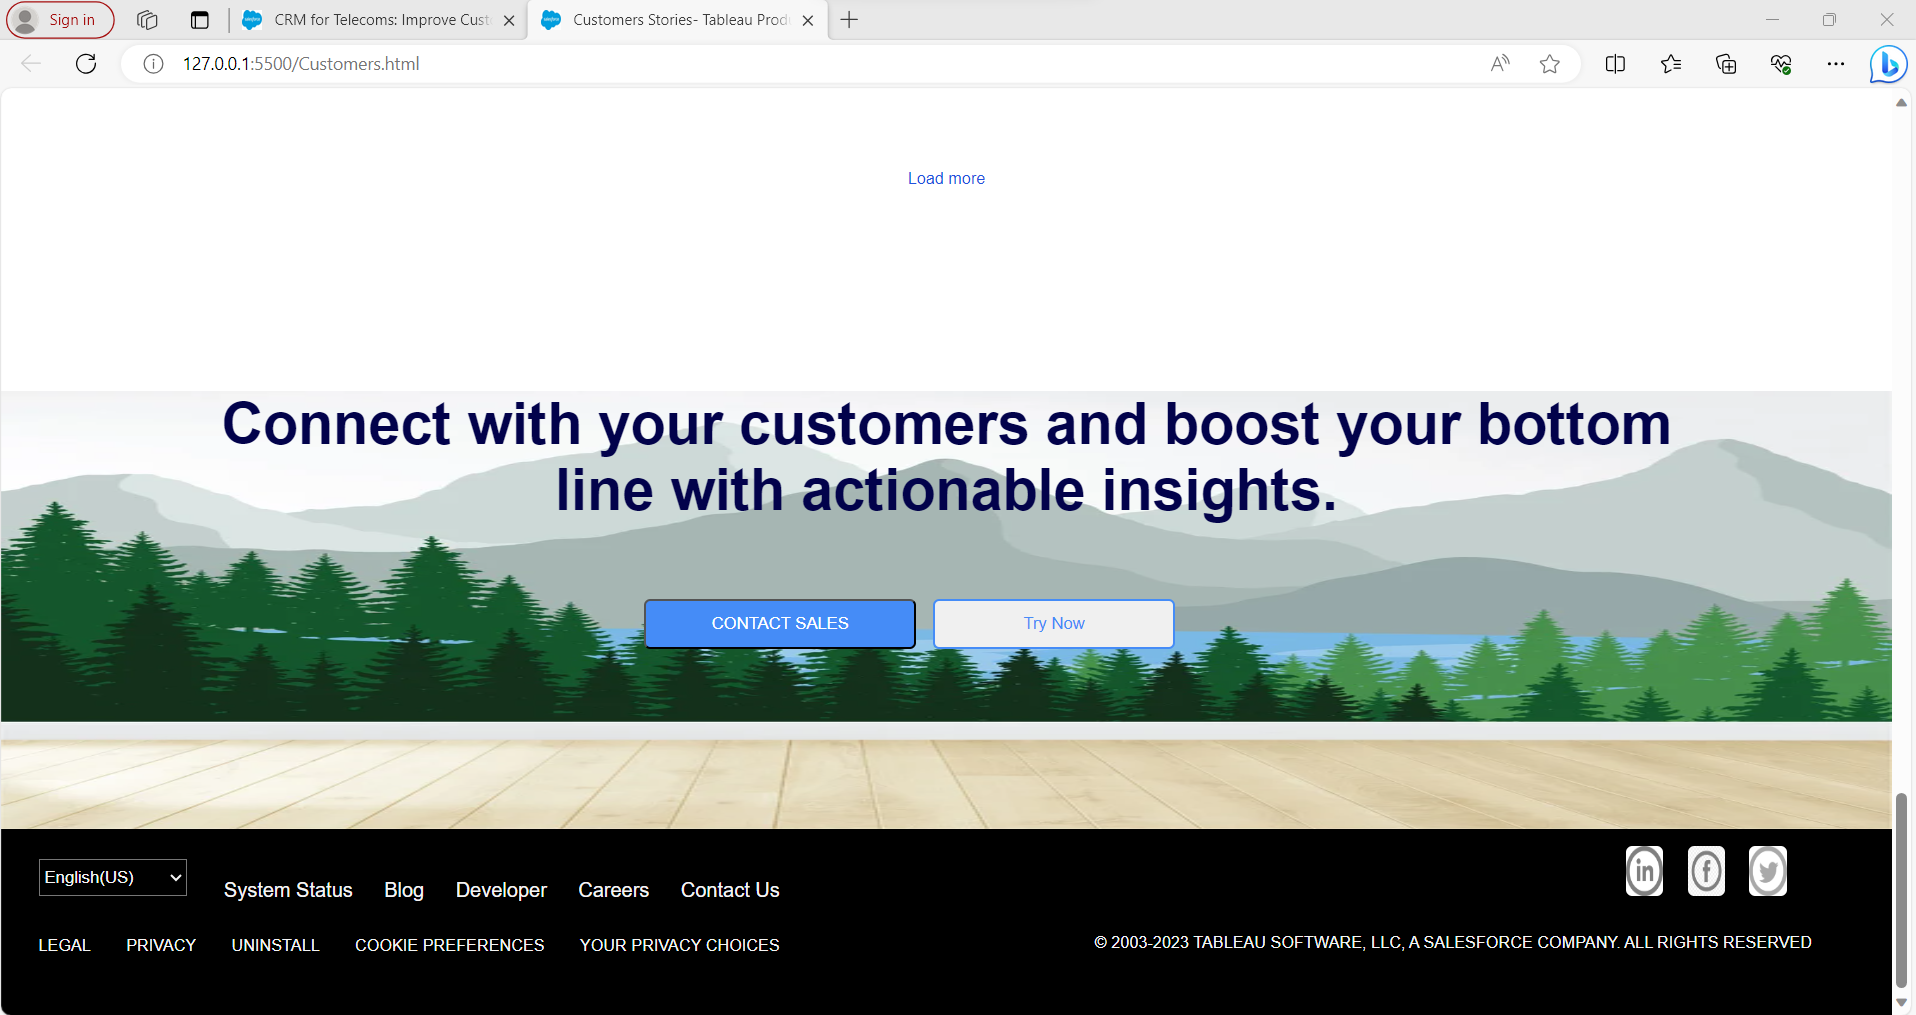 Sign in
CRM for Telecoms: Improve Cust
Customers Stories- Tableau Prod
127.0.0.1:5500/Customers.html
Load more
Connect with your customers and boost your bottom
line with actionable insights.
CONTACT SALES
Try Now
English(US)
System Status Blog Developer Careers Contact Us
in f
LEGAL PRIVACY UNINSTALL COOKIE PREFERENCES YOUR PRIVACY CHOICES
© 2003-2023 TABLEAU SOFTWARE, LLC, A SALESFORCE COMPANY. ALL RIGHTS RESERVED